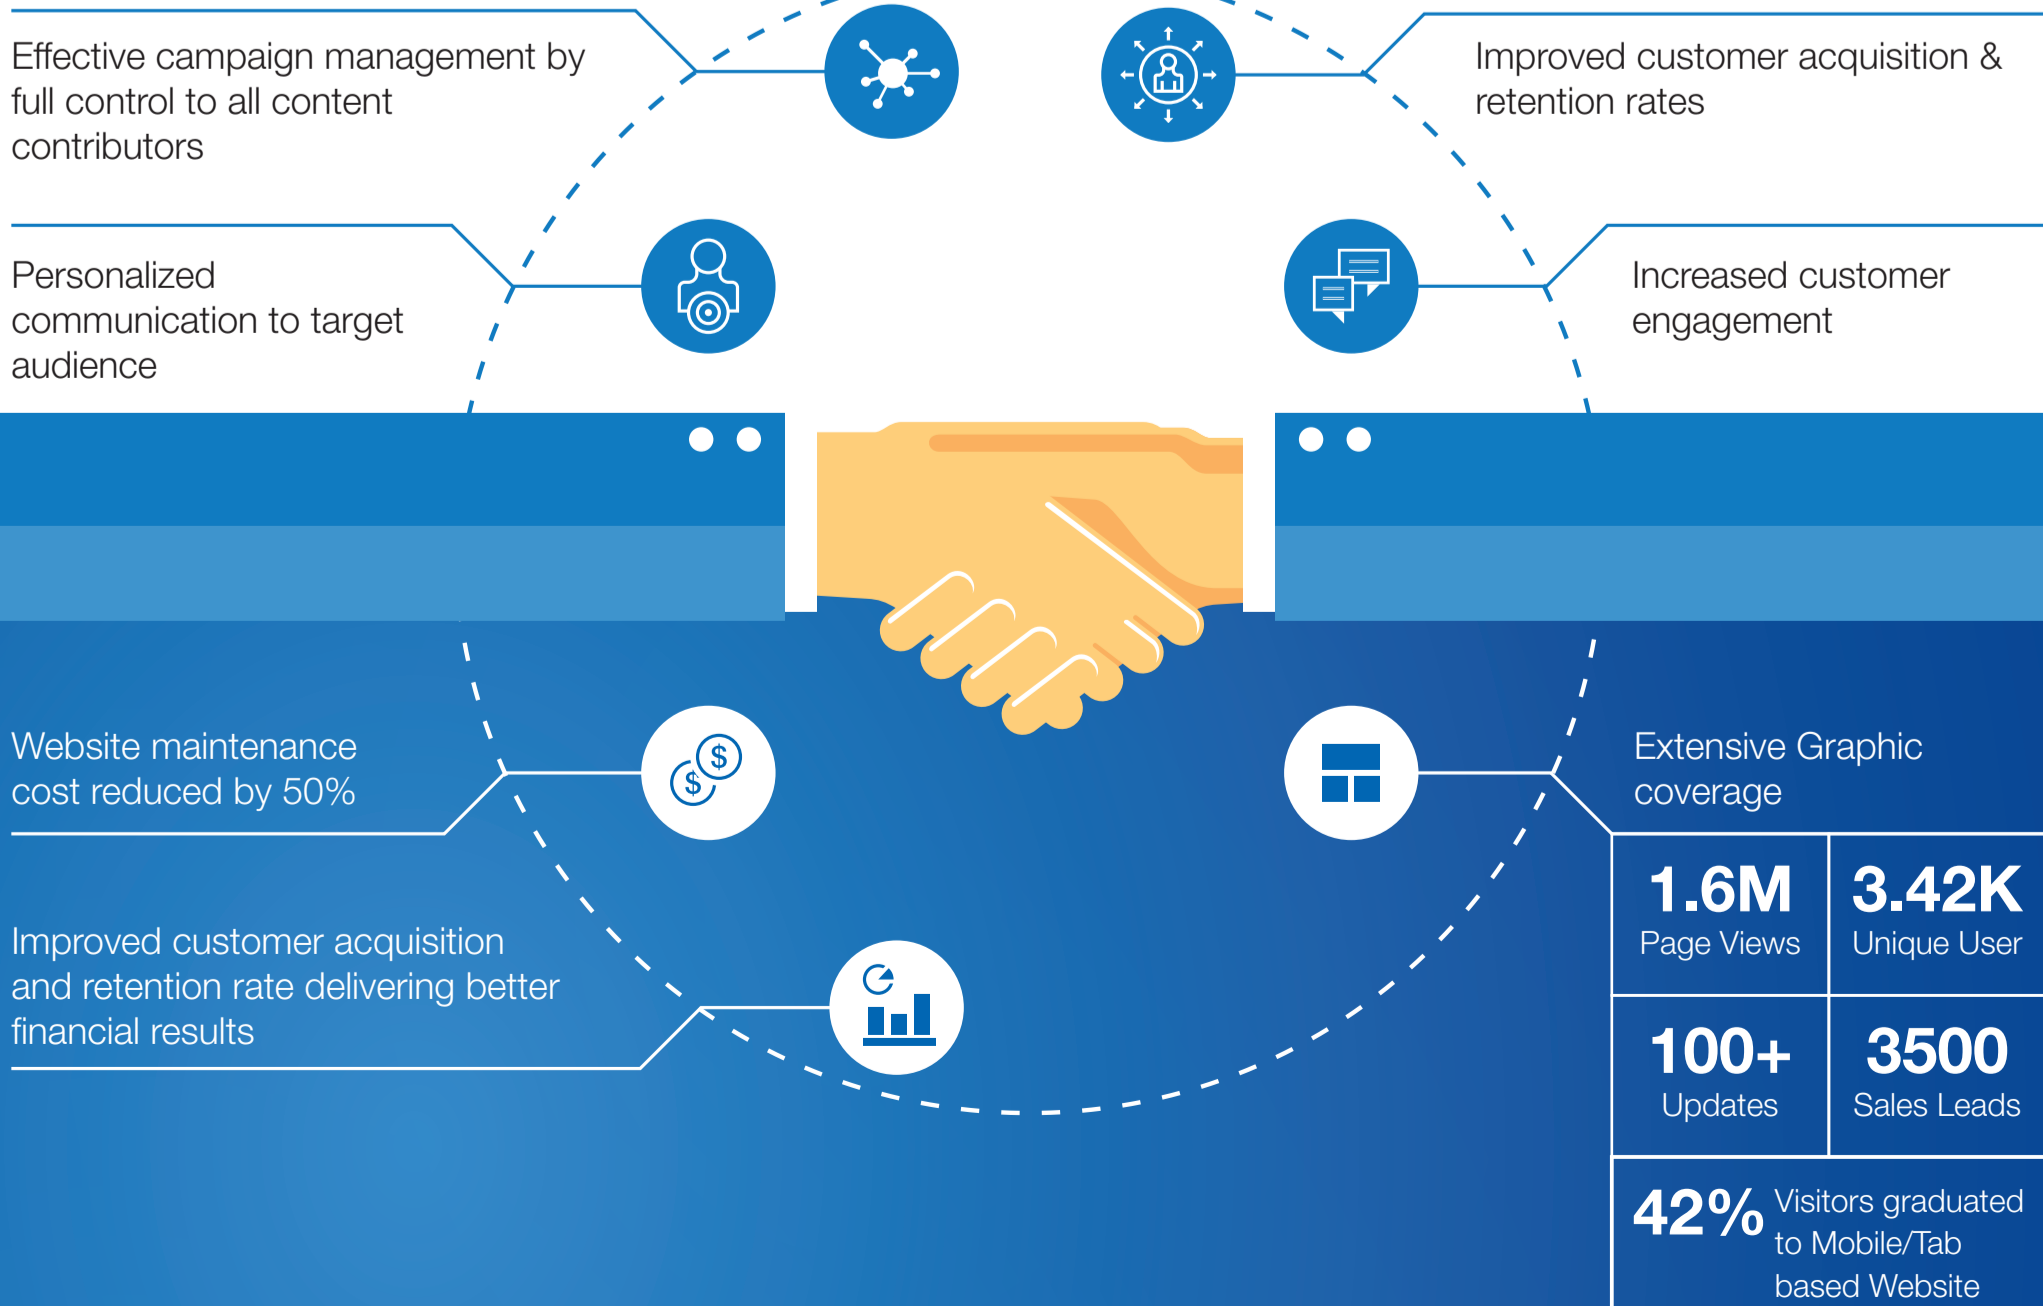 Effective campaign management by
full control to all content
contributors
Improved customer acquisition &
retention rates
Personalized
communication to target
audience
Increased customer
engagement
Website maintenance
cost reduced by 50%
Extensive Graphic
coverage
Improved customer acquisition
and retention rate delivering better
financial results
1.6M
Page Views
3.42K
Unique User
100+
Updates
3500
Sales Leads
42%
Visitors graduated
to Mobile/Tab
based Website
$
$